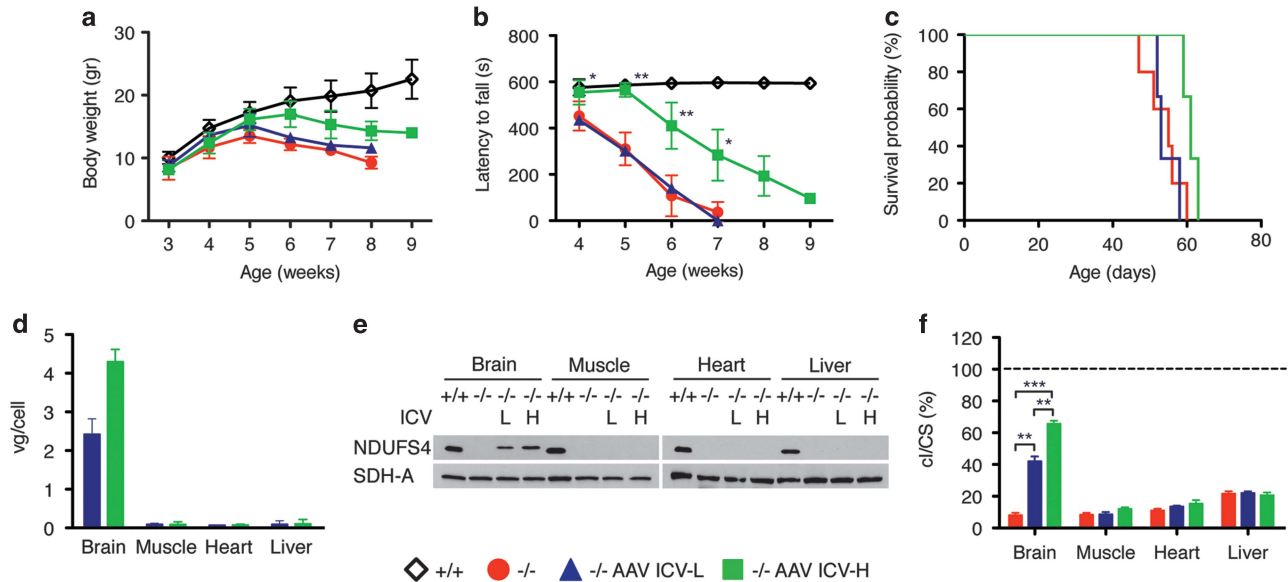 a
Body weight (gr)
30
20
10
0
3 4 5 6 7 8 9
Age (weeks)
b
Latency to fall (s)
800
600
400
200
0
* ** ** *
4 5 6 7 8 9
Age (weeks)
c
Survival probability (%)
100
80
60
40
20
0
0 20 40 60 80
Age (days)
d
vg/cell
5
4
3
2
1
0
Brain Muscle Heart Liver
e
Brain Muscle Heart Liver
+/+ -/- -/- -/- +/+ -/- -/- -/- +/+ -/- -/- -/- +/+ -/- -/- -/-
ICV L H L H L H L H
NDUFS4
SDH-A
f
cI/CS (%)
120
100
80
60
40
20
0
***
**
**
Brain Muscle Heart Liver
+/+ -/- -/- AAV ICV-L -/- AAV ICV-H